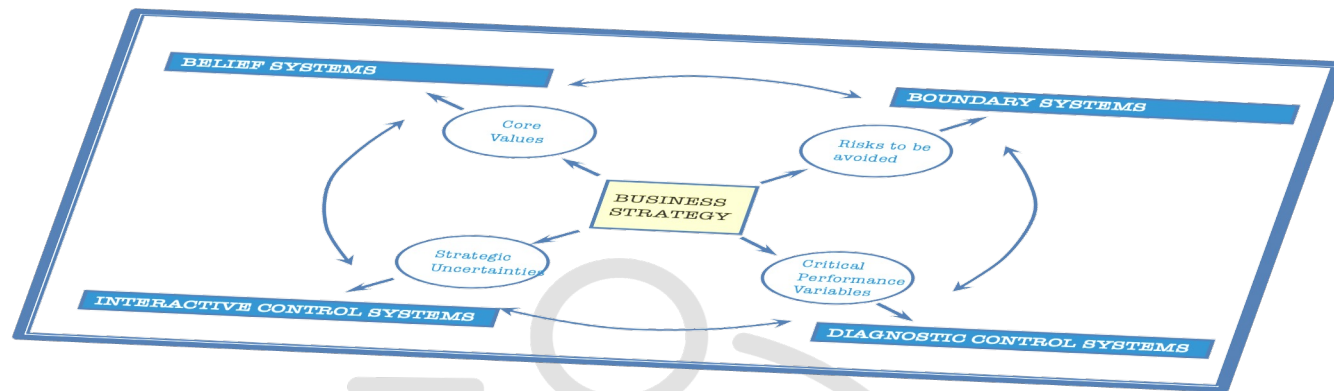 BELIEF SYSTEMS
BOUNDARY SYSTEMS
Core
Values
Risks to be
avoided
BUSINESS
STRATEGY
Strategic
Uncertainties
Critical
Performance
Variables
INTERACTIVE CONTROL SYSTEMS
DIAGNOSTIC CONTROL SYSTEMS